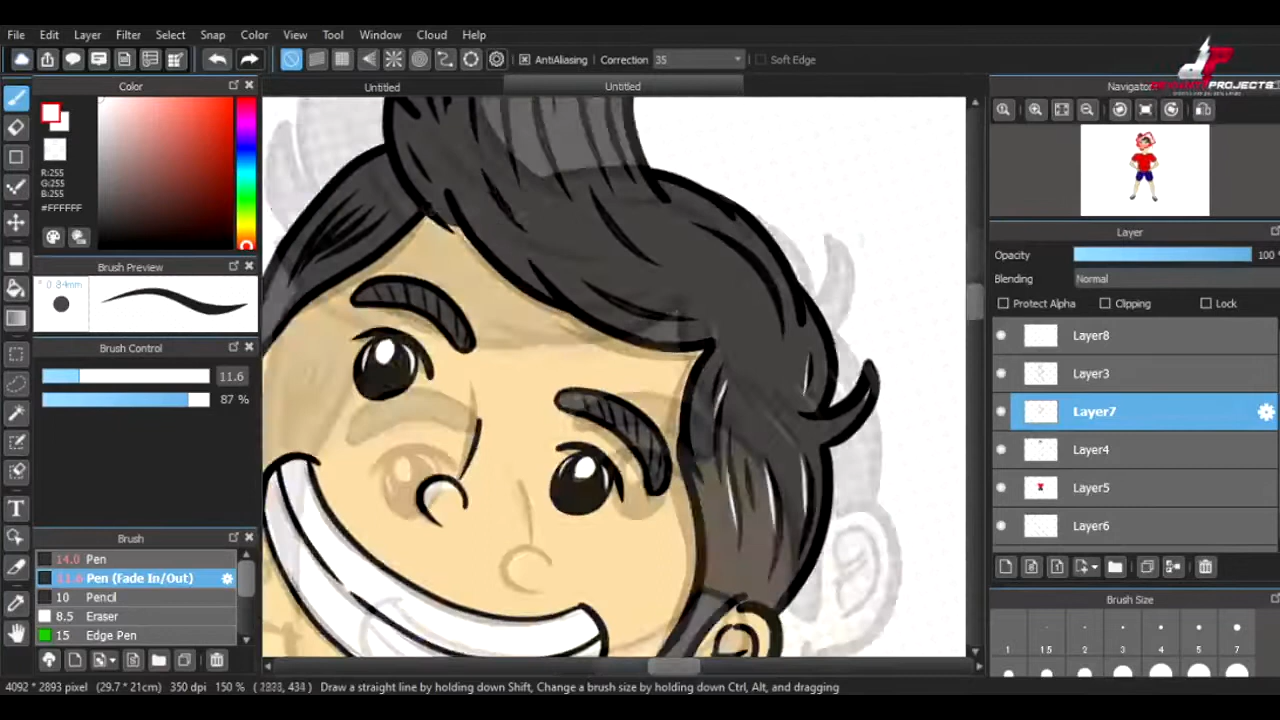 File Edit Layer Filter Select Snap Color View Tool Window Cloud Help
AntiAliasing Correction 35 Soft Edge
PROJECTS
Color Untitled Untitled Navigator
R:255
G:255
B:255
#FFFFFF
Brush Preview
* 0.84mm
Brush Control
11.6
87 %
Brush
14.0 Pen
11.6 Pen (Fade In/Out)
10 Pencil
8.5 Eraser
15 Edge Pen
Layer
Opacity 100 %
Blending Normal
Protect Alpha Clipping Lock
Layer8
Layer3
Layer7
Layer4
Layer5
Layer6
Brush Size
1 1.5 2 3 4 5 7
4092 * 2893 pixel (29.7 * 21cm) 350 dpi 150 % Draw a straight line by holding down Shift, Change a brush size by holding down Ctrl, Alt, and dragging